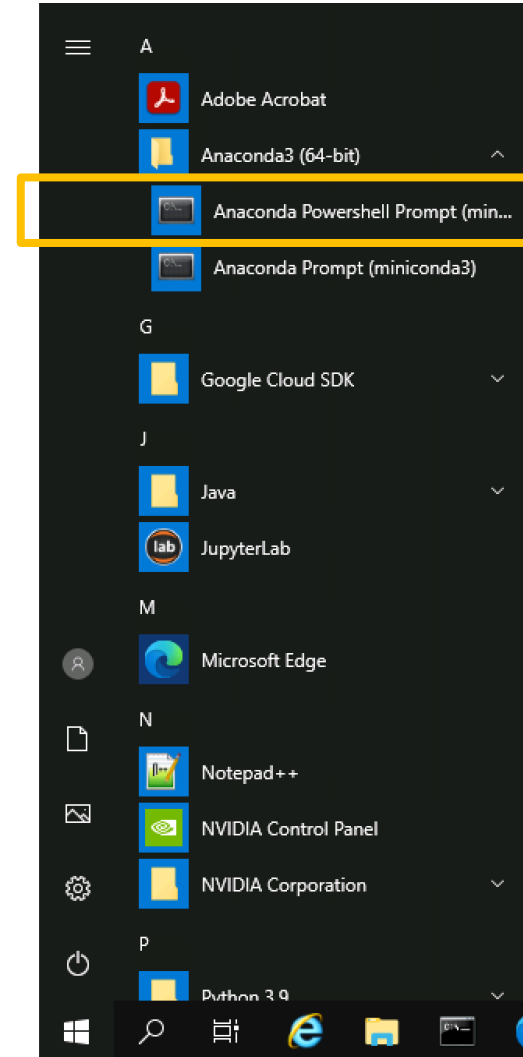 A
Adobe Acrobat
Anaconda3 (64-bit)
Anaconda Powershell Prompt (min...
Anaconda Prompt (miniconda3)
G
Google Cloud SDK
J
Java
lab
JupyterLab
M
Microsoft Edge
N
Notepad++
NVIDIA Control Panel
NVIDIA Corporation
P
Python 3.9